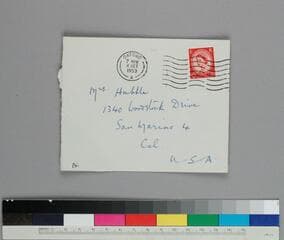 OXFORD
1953
Mrs Hubble
1340 Woodstock Drive
San Marino 4
Cal
U S A